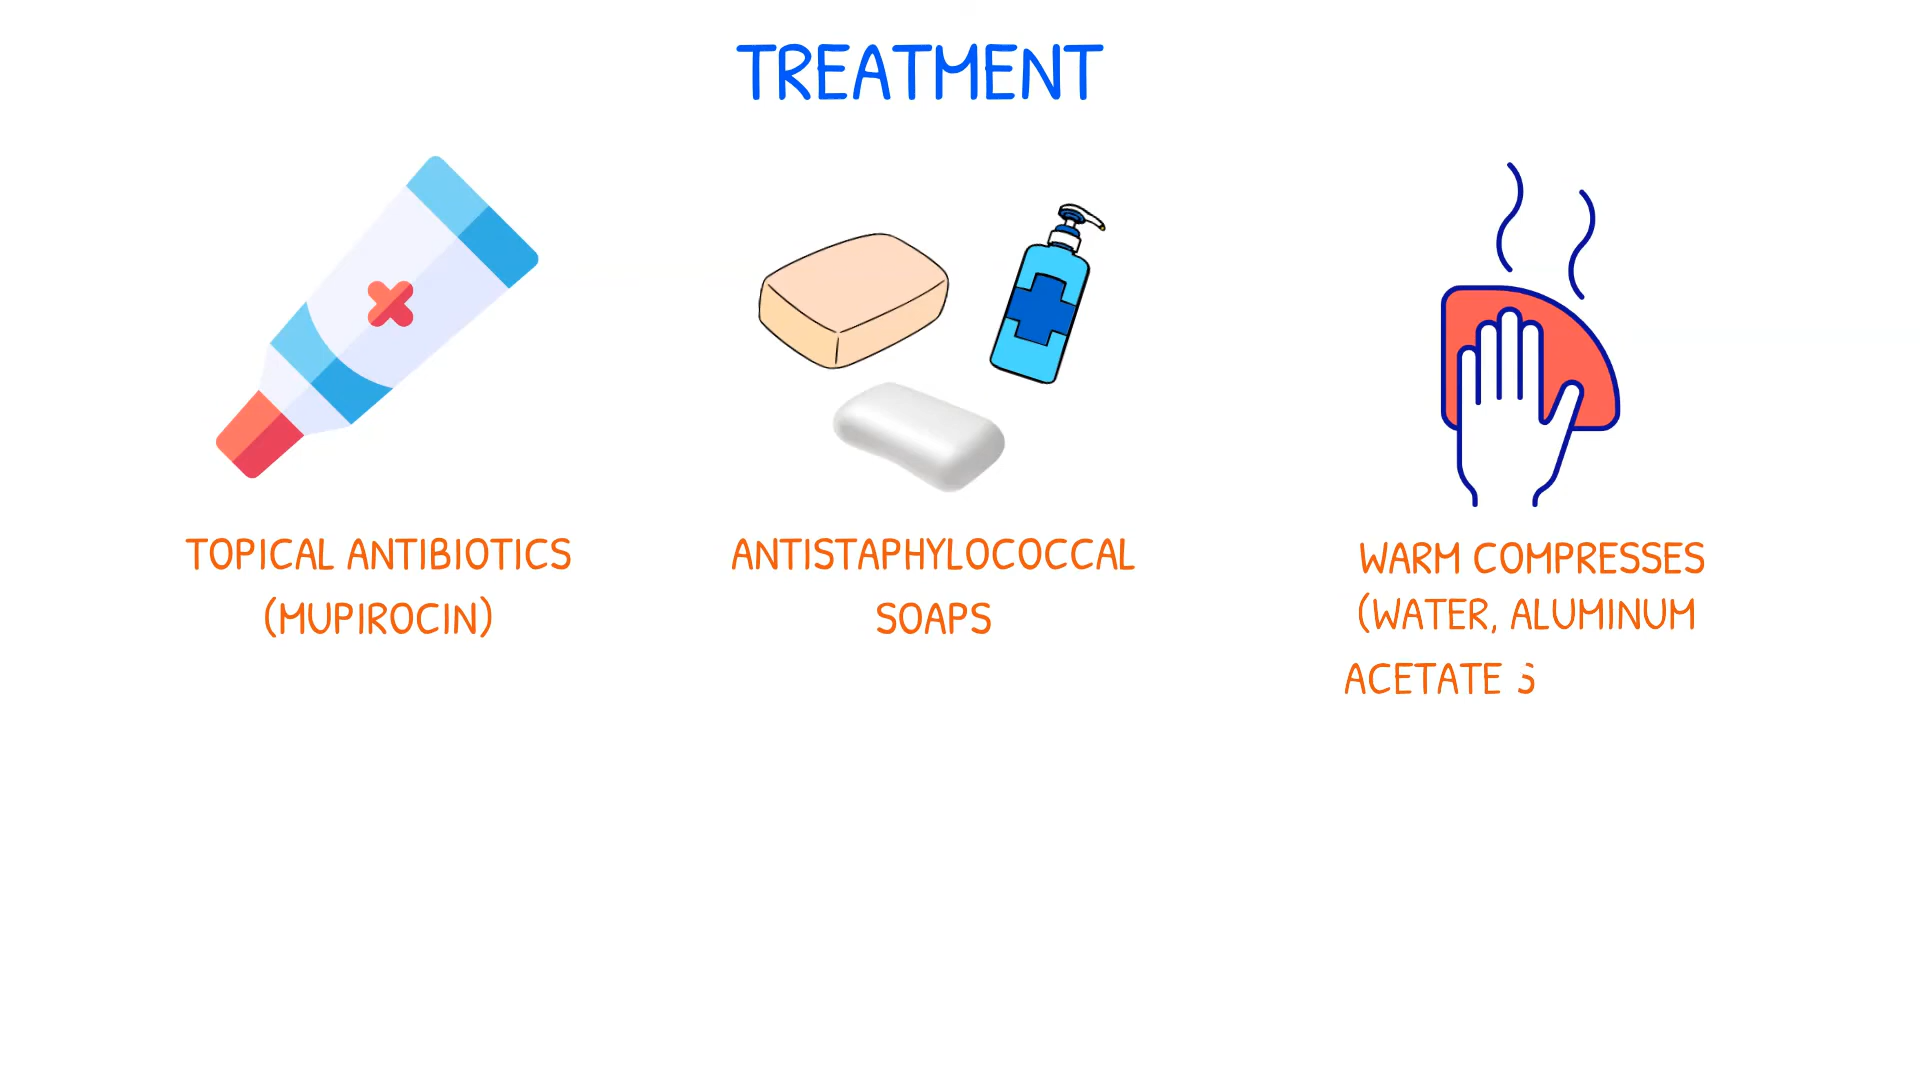 TREATMENT
TOPICAL ANTIBIOTICS
(MUPIROCIN)
ANTISTAPHYLOCOCCAL
SOAPS
WARM COMPRESSES
(WATER, ALUMINUM
ACETATE